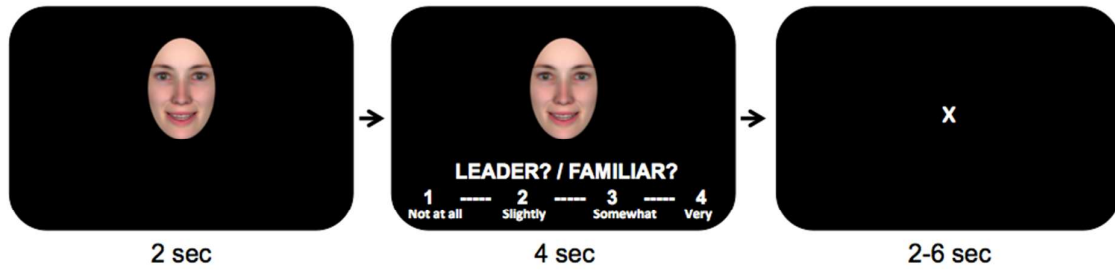 X
LEADER? / FAMILIAR?
1 ----- 2 ----- 3 ----- 4
Not at all Slightly Somewhat Very
2 sec 4 sec 2-6 sec